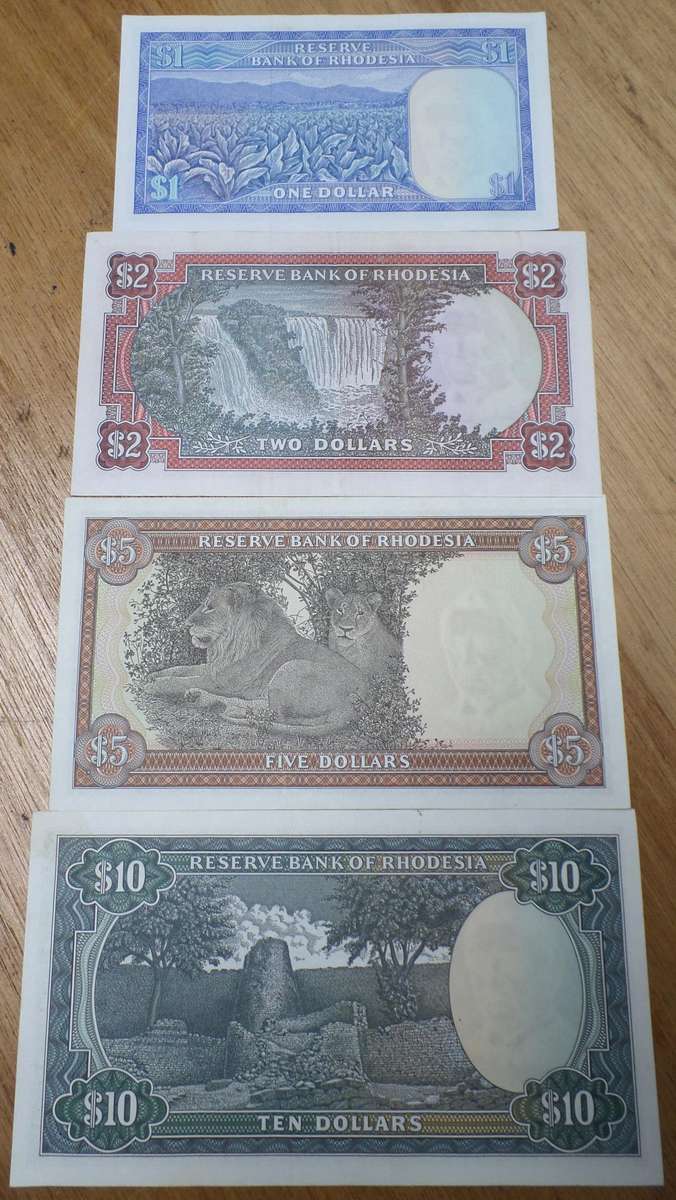 $1 RESERVE $1
BANK OF RHODESIA
$1 ONE DOLLAR $1
$2 RESERVE BANK OF RHODESIA $2
$2 TWO DOLLARS $2
$5 RESERVE BANK OF RHODESIA $5
$5 FIVE DOLLARS $5
$10 RESERVE BANK OF RHODESIA $10
$10 TEN DOLLARS $10